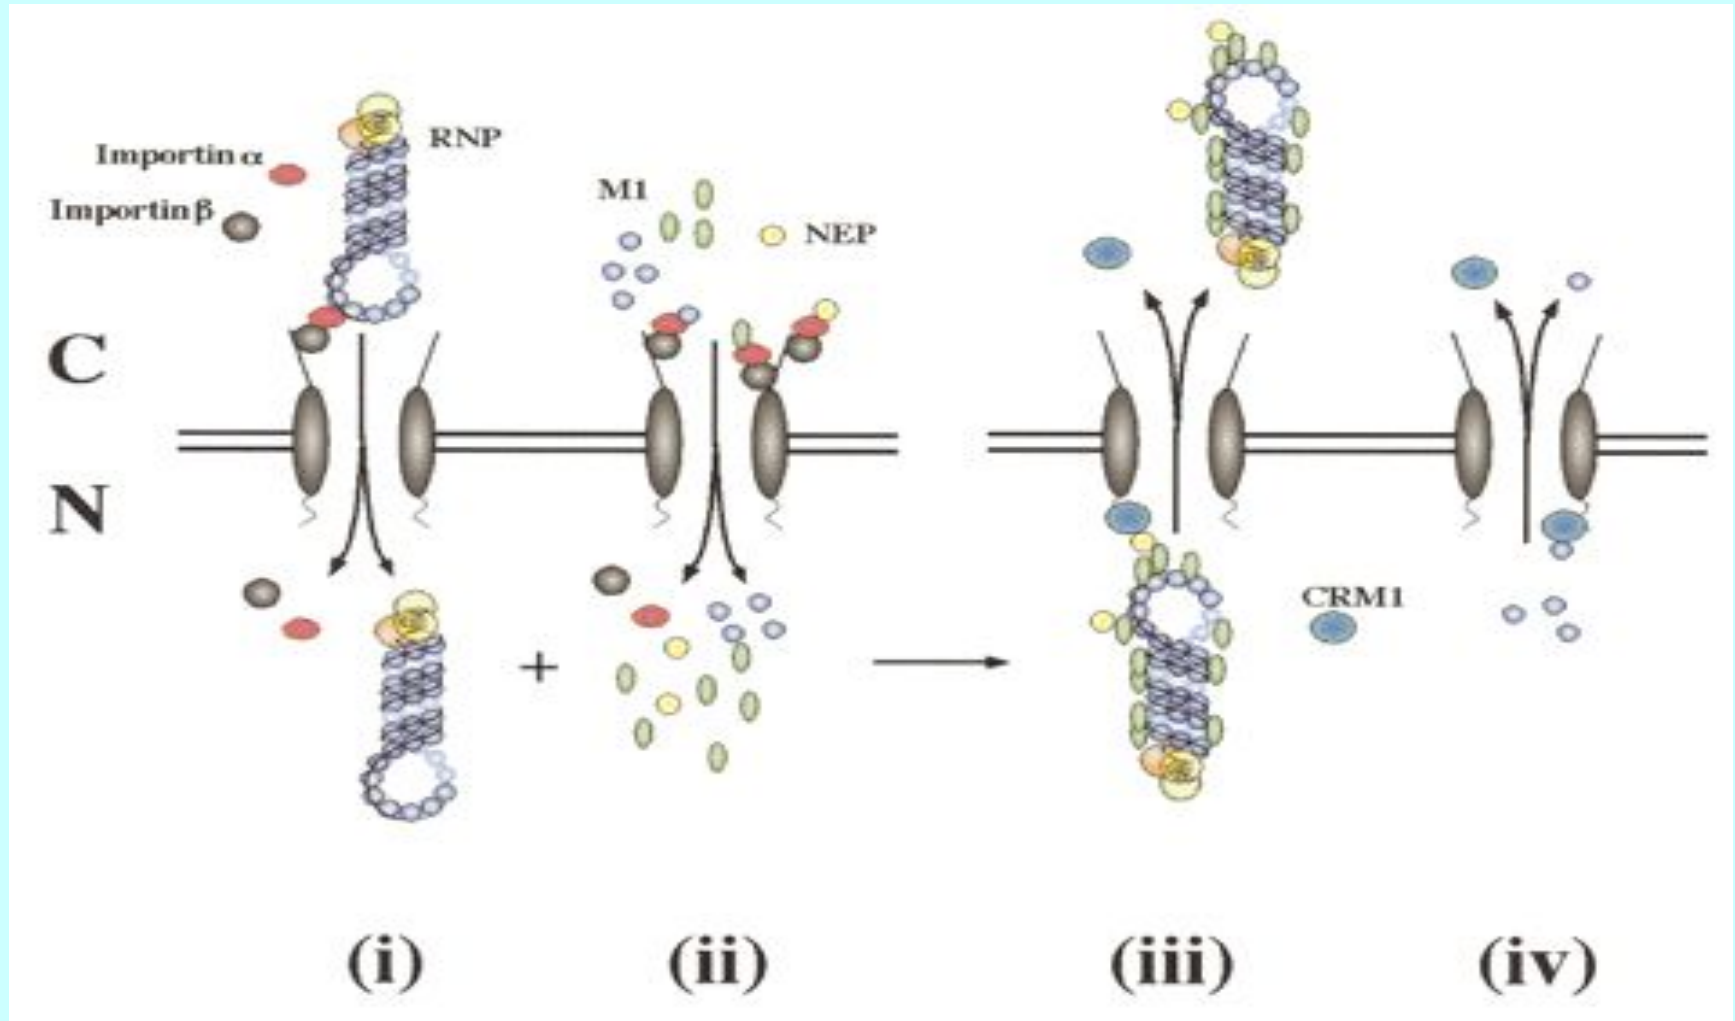 RNP
Importin α
M1
Importin β
NEP
C
N
+
CRM1
(i)
(ii)
(iii)
(iv)